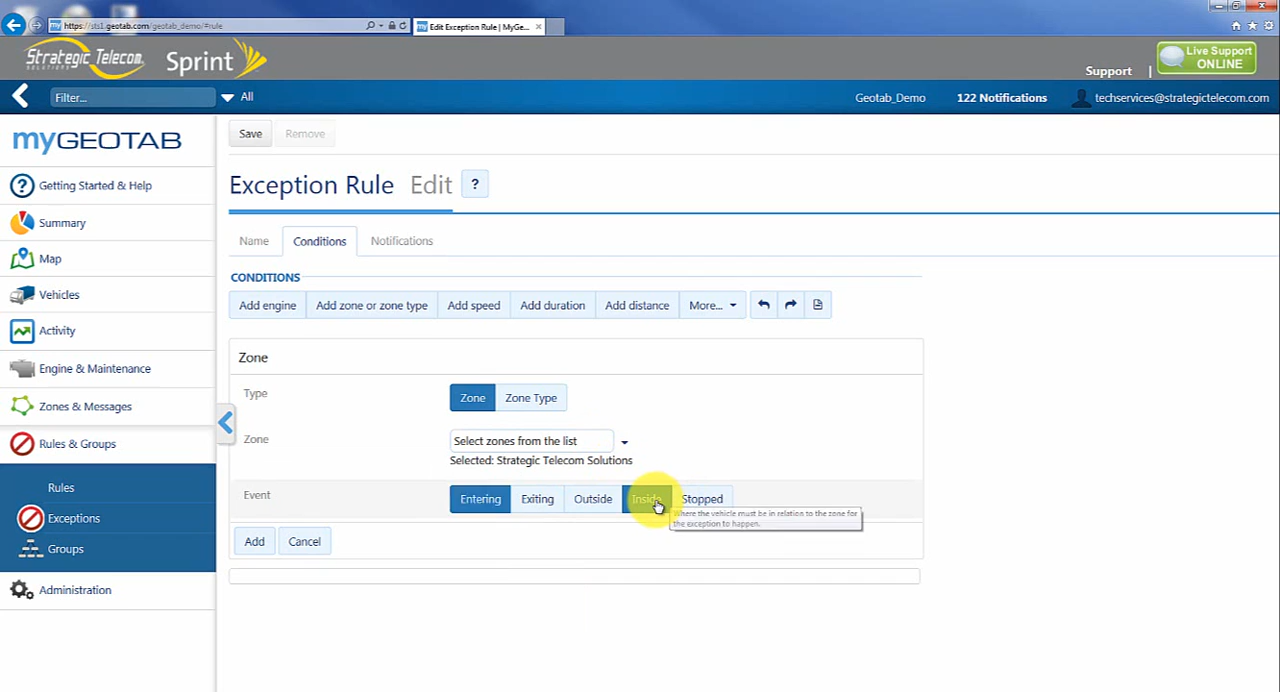 https://sts1.geotab.com/geotab_demo/#rule
my Edit Exception Rule | MyGe...
Strategic Telecom SOLUTIONS
Sprint
Support |
Live Support ONLINE
Filter...
All
Geotab_Demo
122 Notifications
techservices@strategictelecom.com
myGEOTAB
Getting Started & Help
Summary
Map
Vehicles
Activity
Engine & Maintenance
Zones & Messages
Rules & Groups
Rules
Exceptions
Groups
Administration
Save
Remove
Exception Rule Edit ?
Name
Conditions
Notifications
CONDITIONS
Add engine
Add zone or zone type
Add speed
Add duration
Add distance
More...
Zone
Type
Zone
Zone Type
Zone
Select zones from the list
Selected: Strategic Telecom Solutions
Event
Entering
Exiting
Outside
Inside
Stopped
Where the vehicle must be in relation to the zone for
the exception to happen.
Add
Cancel